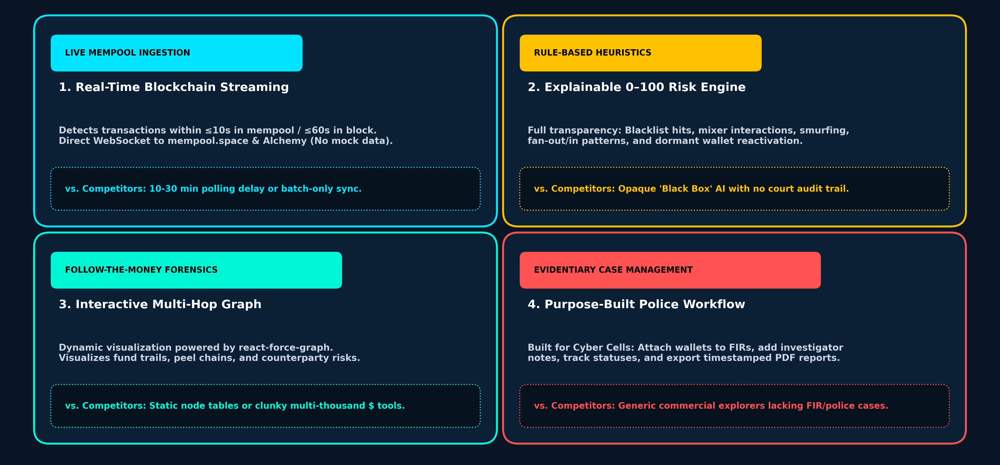 LIVE MEMPOOL INGESTION
1. Real-Time Blockchain Streaming
Detects transactions within ≤10s in mempool / ≤60s in block.
Direct WebSocket to mempool.space & Alchemy (No mock data).
vs. Competitors: 10-30 min polling delay or batch-only sync.
RULE-BASED HEURISTICS
2. Explainable 0–100 Risk Engine
Full transparency: Blacklist hits, mixer interactions, smurfing,
fan-out/in patterns, and dormant wallet reactivation.
vs. Competitors: Opaque 'Black Box' AI with no court audit trail.
FOLLOW-THE-MONEY FORENSICS
3. Interactive Multi-Hop Graph
Dynamic visualization powered by react-force-graph.
Visualizes fund trails, peel chains, and counterparty risks.
vs. Competitors: Static node tables or clunky multi-thousand $ tools.
EVIDENTIARY CASE MANAGEMENT
4. Purpose-Built Police Workflow
Built for Cyber Cells: Attach wallets to FIRs, add investigator
notes, track statuses, and export timestamped PDF reports.
vs. Competitors: Generic commercial explorers lacking FIR/police cases.